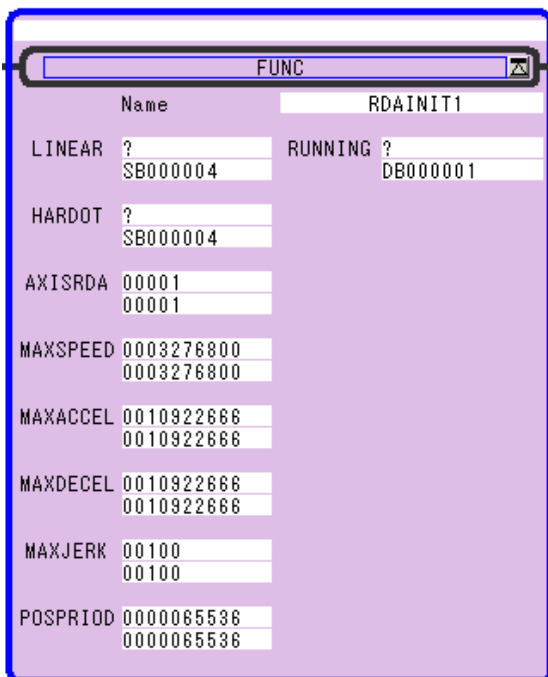 FUNC
Name RDAINIT1
LINEAR ? RUNNING ?
SB000004 DB000001
HARDOT ?
SB000004
AXISRDA 00001
00001
MAXSPEED 0003276800
0003276800
MAXACCEL 0010922666
0010922666
MAXDECEL 0010922666
0010922666
MAXJERK 00100
00100
POSPRIOD 0000065536
0000065536